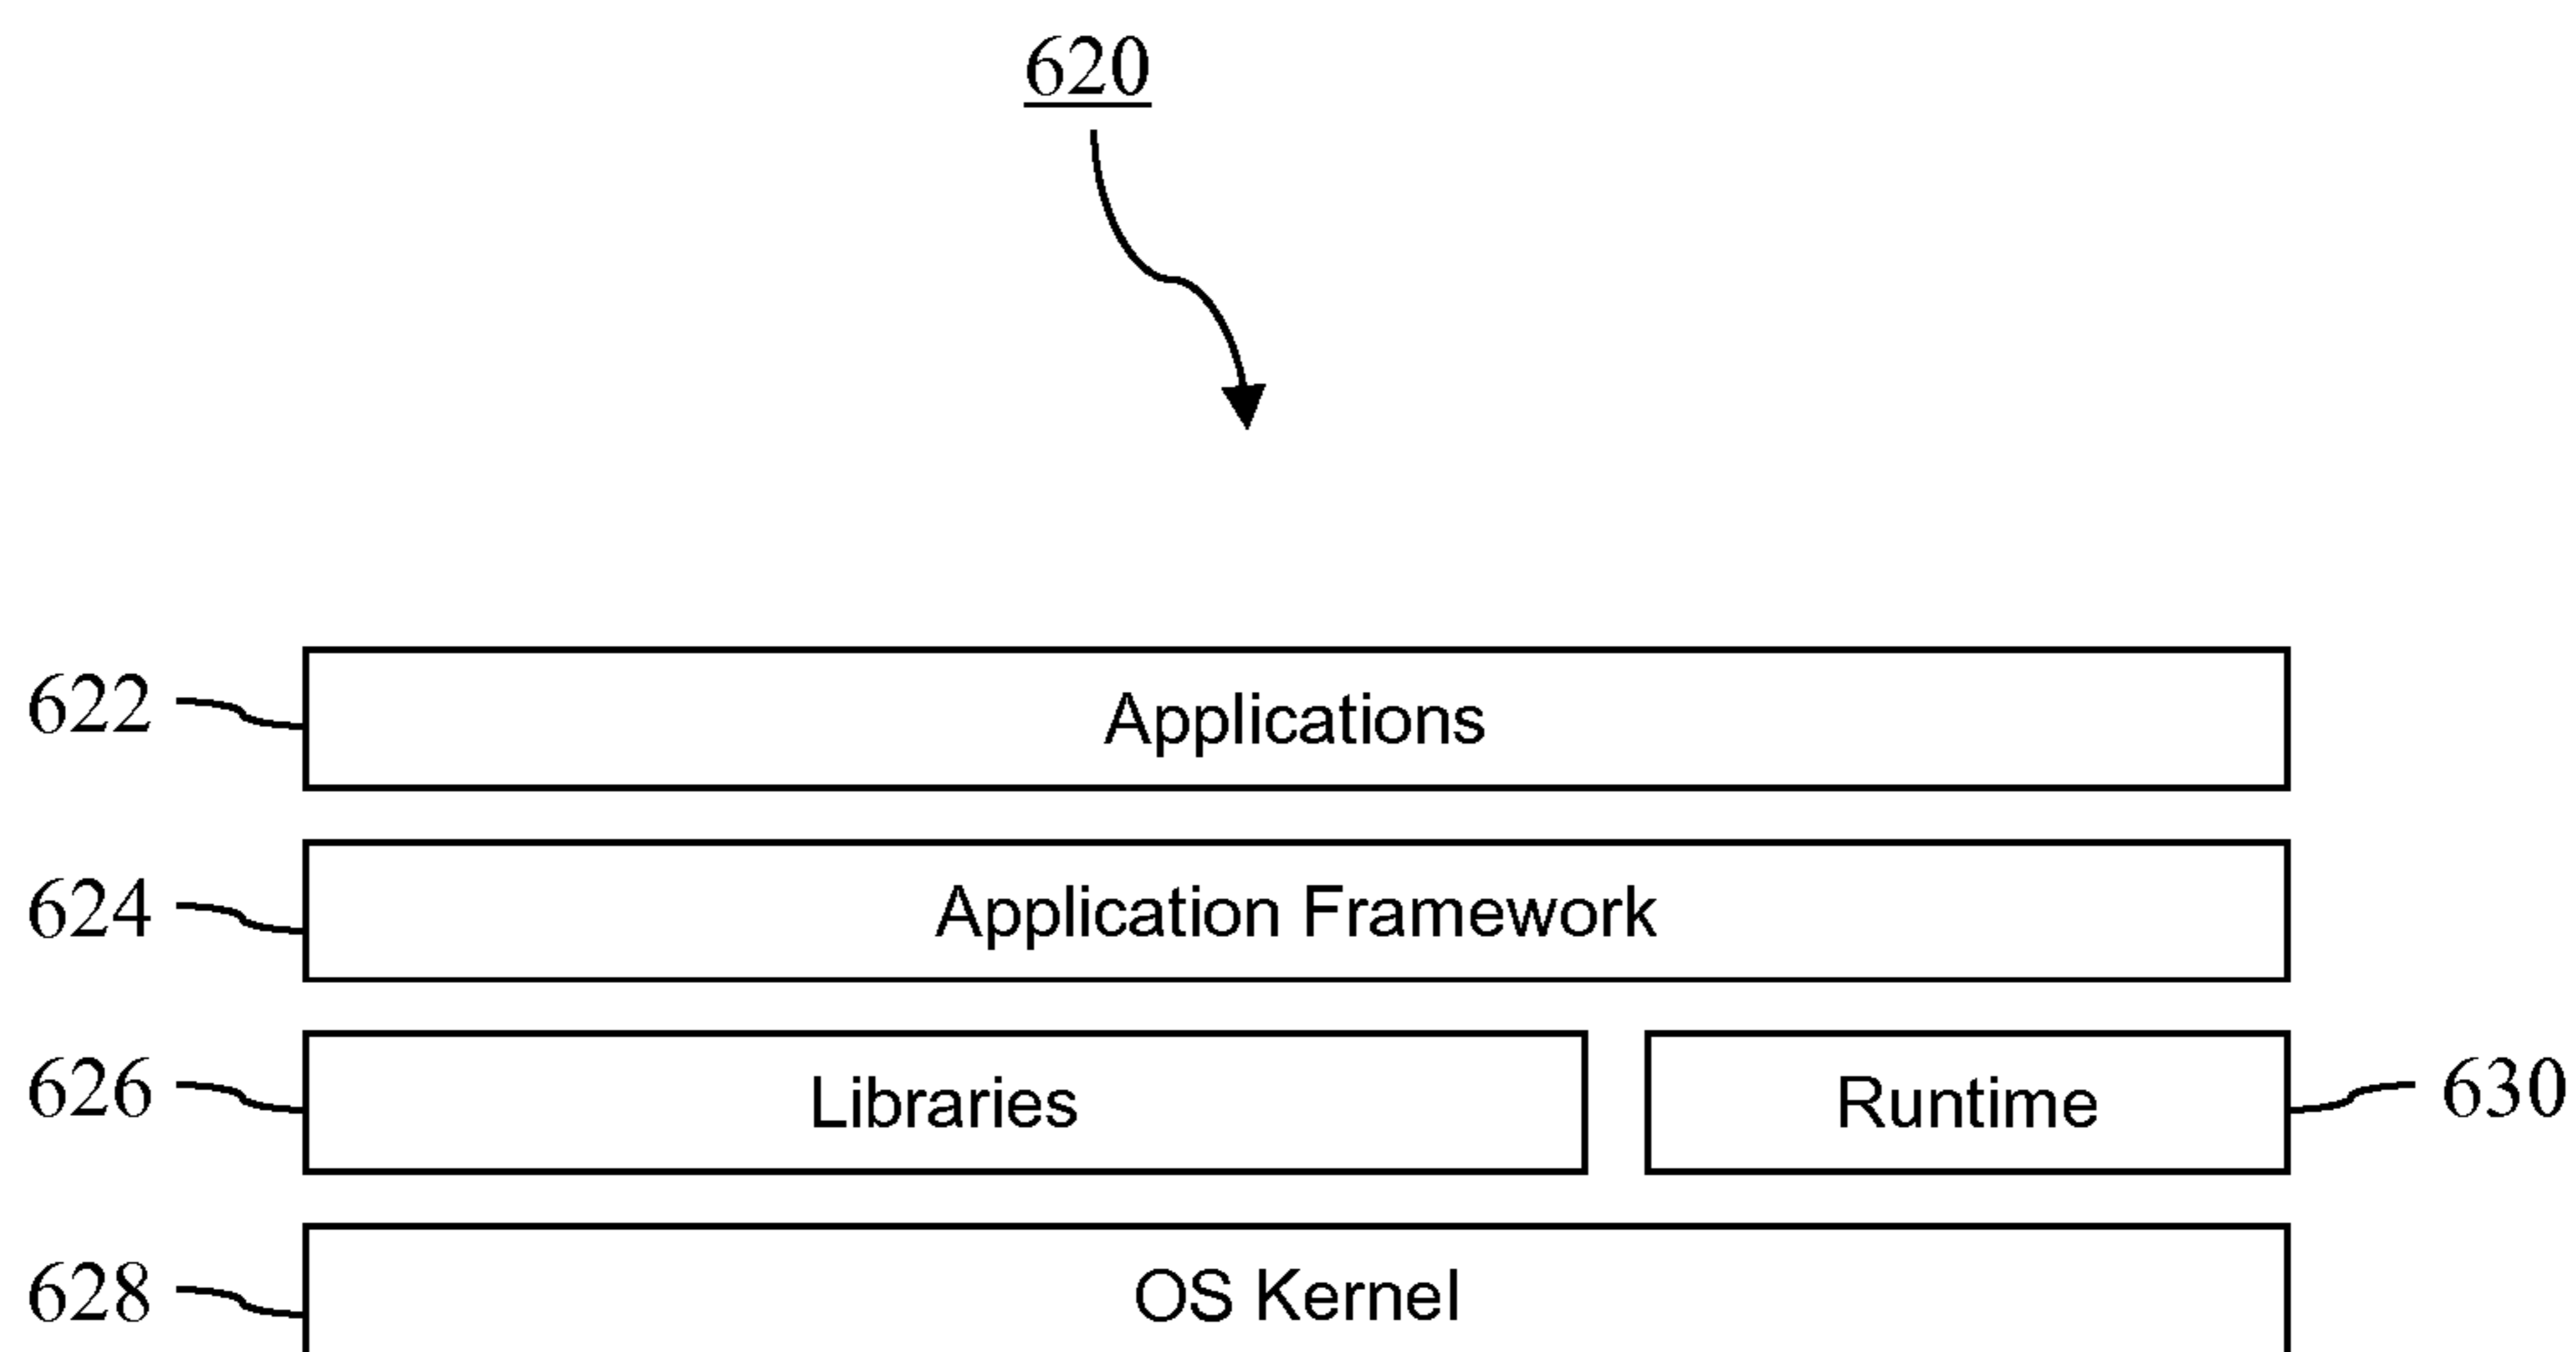 620
622 Applications
624 Application Framework
626 Libraries Runtime 630
628 OS Kernel